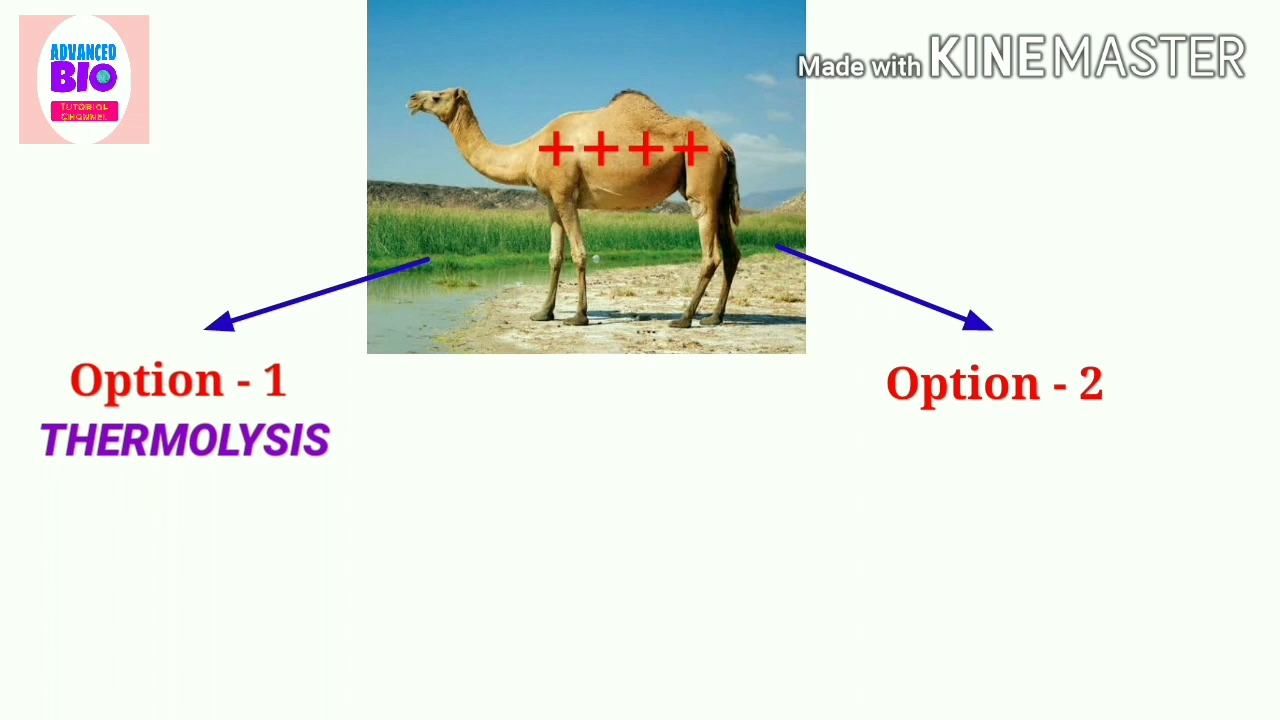 ADVANCED
BIO
TUTORIAL
CHANNEL
Made with KINEMASTER
++++
Option - 1
THERMOLYSIS
Option - 2